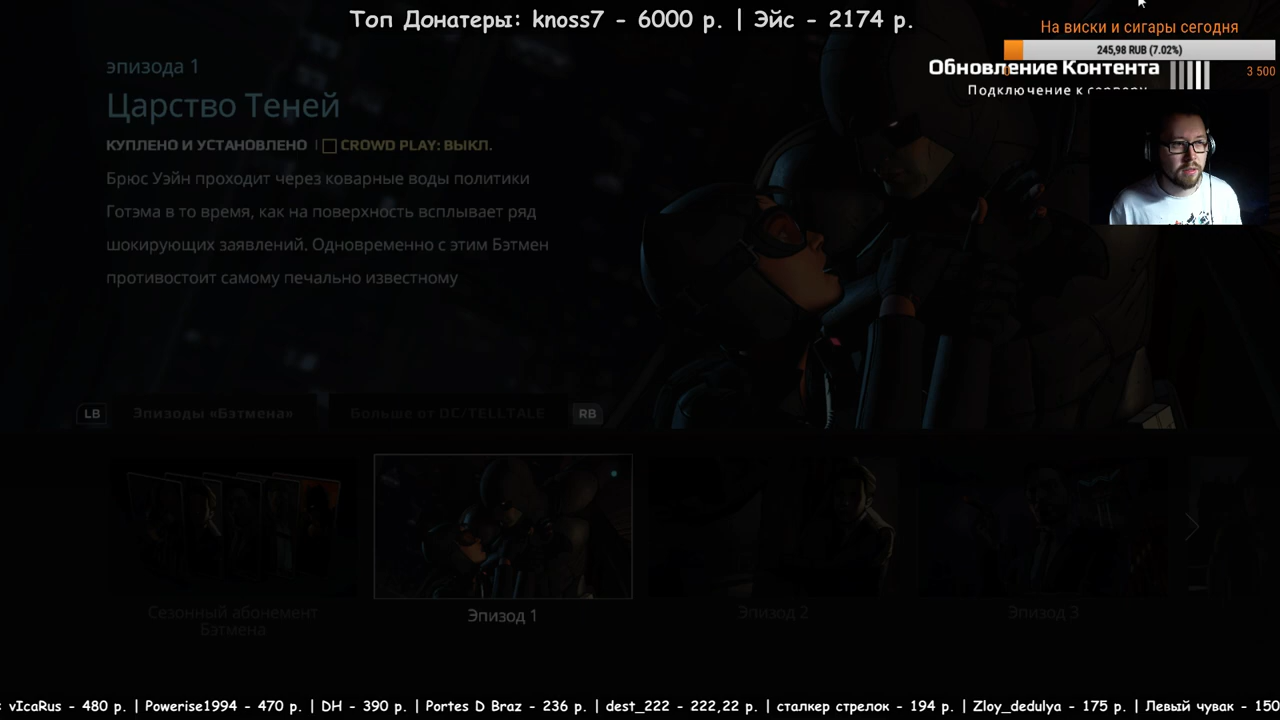 Топ Донатеры: knoss7 - 6000 р. | Эйс - 2174 р.
На виски и сигары сегодня
245,98 RUB (7.02%)
3 500
Обновление Контента
Подключение к серверу
эпизода 1
Царство Теней
КУПЛЕНО И УСТАНОВЛЕНО | CROWD PLAY: ВЫКЛ.
Брюс Уэйн проходит через коварные воды политики
Готэма в то время, как на поверхность всплывает ряд
шокирующих заявлений. Одновременно с этим Бэтмен
противостоит самому печально известному
LB Эпизоды «Бэтмена» Больше от DC/TELLTALE RB
Сезонный абонемент
Бэтмена
Эпизод 1
Эпизод 2
Эпизод 3
: vIcaRus - 480 р. | Powerise1994 - 470 р. | DH - 390 р. | Portes D Braz - 236 р. | dest_222 - 222,22 р. | сталкер стрелок - 194 р. | Zloy_dedulya - 175 р. | Левый чувак - 150